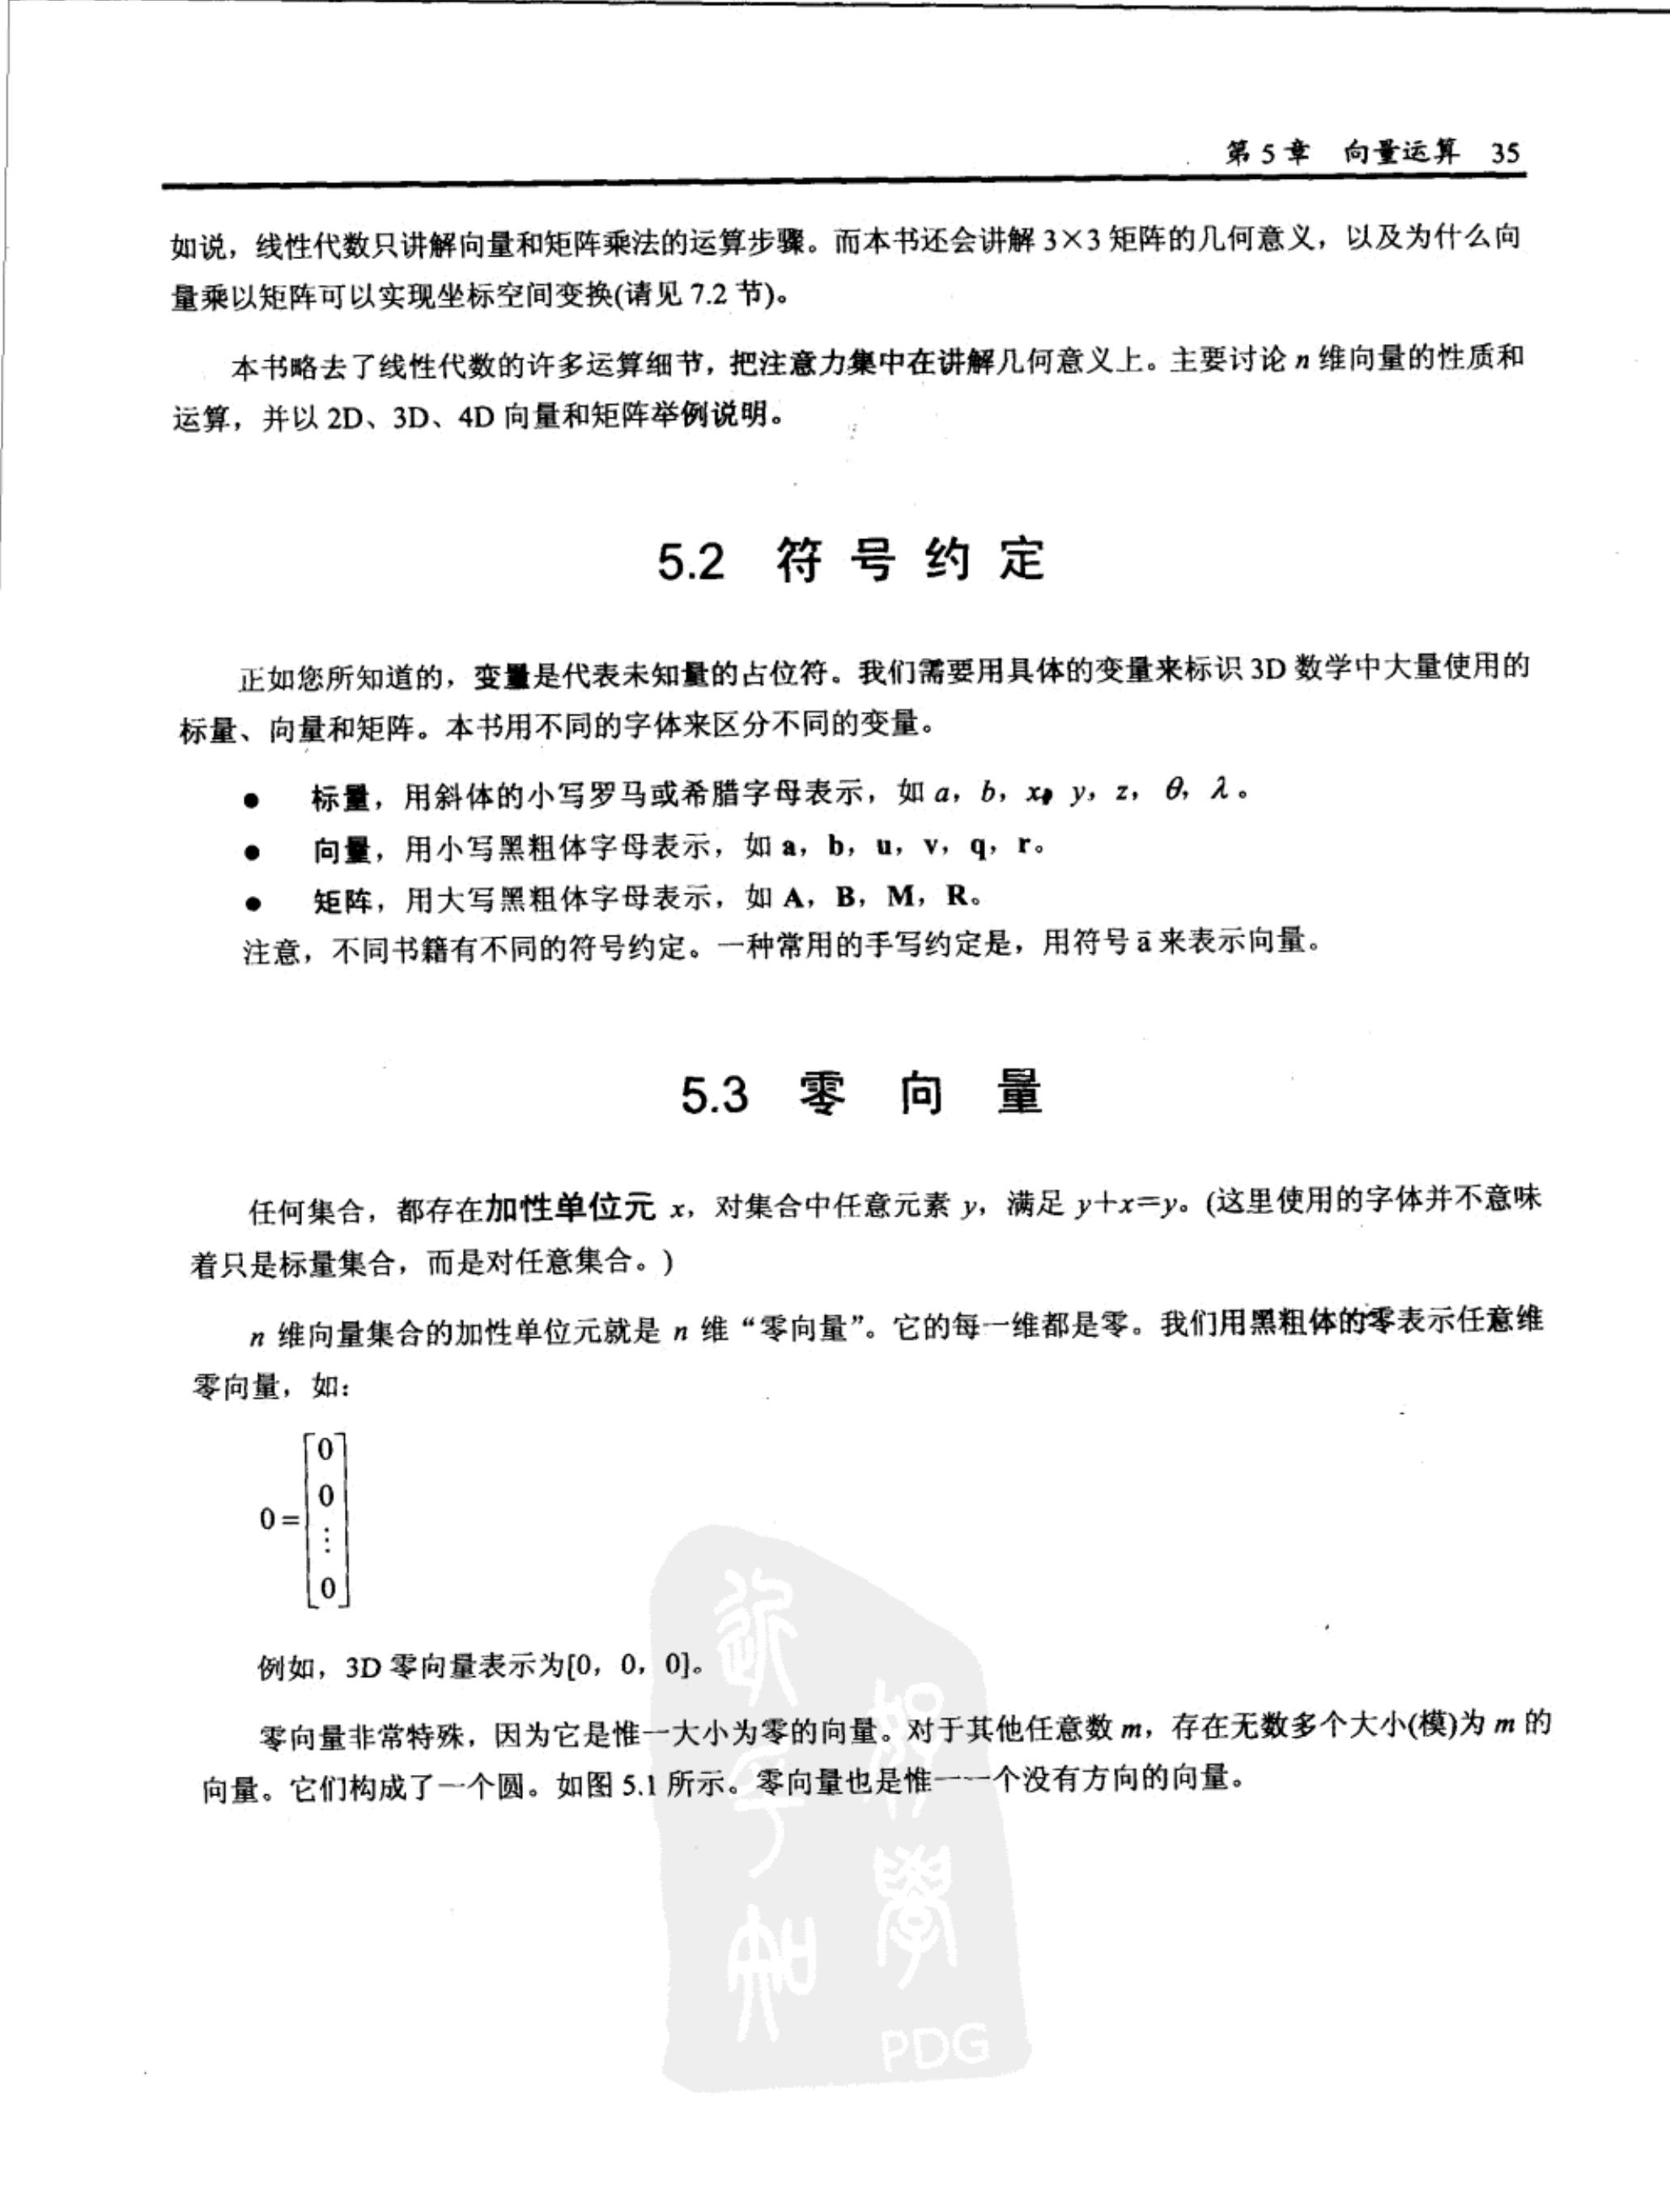 第 5 章 向量运算 35
如说，线性代数只讲解向量和矩阵乘法的运算步骤。而本书还会讲解 3×3 矩阵的几何意义，以及为什么向
量乘以矩阵可以实现坐标空间变换(请见 7.2 节)。
本书略去了线性代数的许多运算细节，把注意力集中在讲解几何意义上。主要讨论 n 维向量的性质和
运算，并以 2D、3D、4D 向量和矩阵举例说明。
5.2 符号约定
正如您所知道的，变量是代表未知量的占位符。我们需要用具体的变量来标识 3D 数学中大量使用的
标量、向量和矩阵。本书用不同的字体来区分不同的变量。
● 标量，用斜体的小写罗马或希腊字母表示，如 a，b，x，y，z，θ，λ。
● 向量，用小写黑粗体字母表示，如 a，b，u，v，q，r。
● 矩阵，用大写黑粗体字母表示，如 A，B，M，R。
注意，不同书籍有不同的符号约定。一种常用的手写约定是，用符号 ā 来表示向量。
5.3 零向量
任何集合，都存在加性单位元 x，对集合中任意元素 y，满足 y＋x＝y。(这里使用的字体并不意味
着只是标量集合，而是对任意集合。)
n 维向量集合的加性单位元就是 n 维“零向量”。它的每一维都是零。我们用黑粗体的零表示任意维
零向量，如：
0
0
0 =
⋮
0
例如，3D 零向量表示为[0，0，0]。
零向量非常特殊，因为它是惟一大小为零的向量。对于其他任意数 m，存在无数多个大小(模)为 m 的
向量。它们构成了一个圆。如图 5.1 所示。零向量也是惟一一个没有方向的向量。
PDG